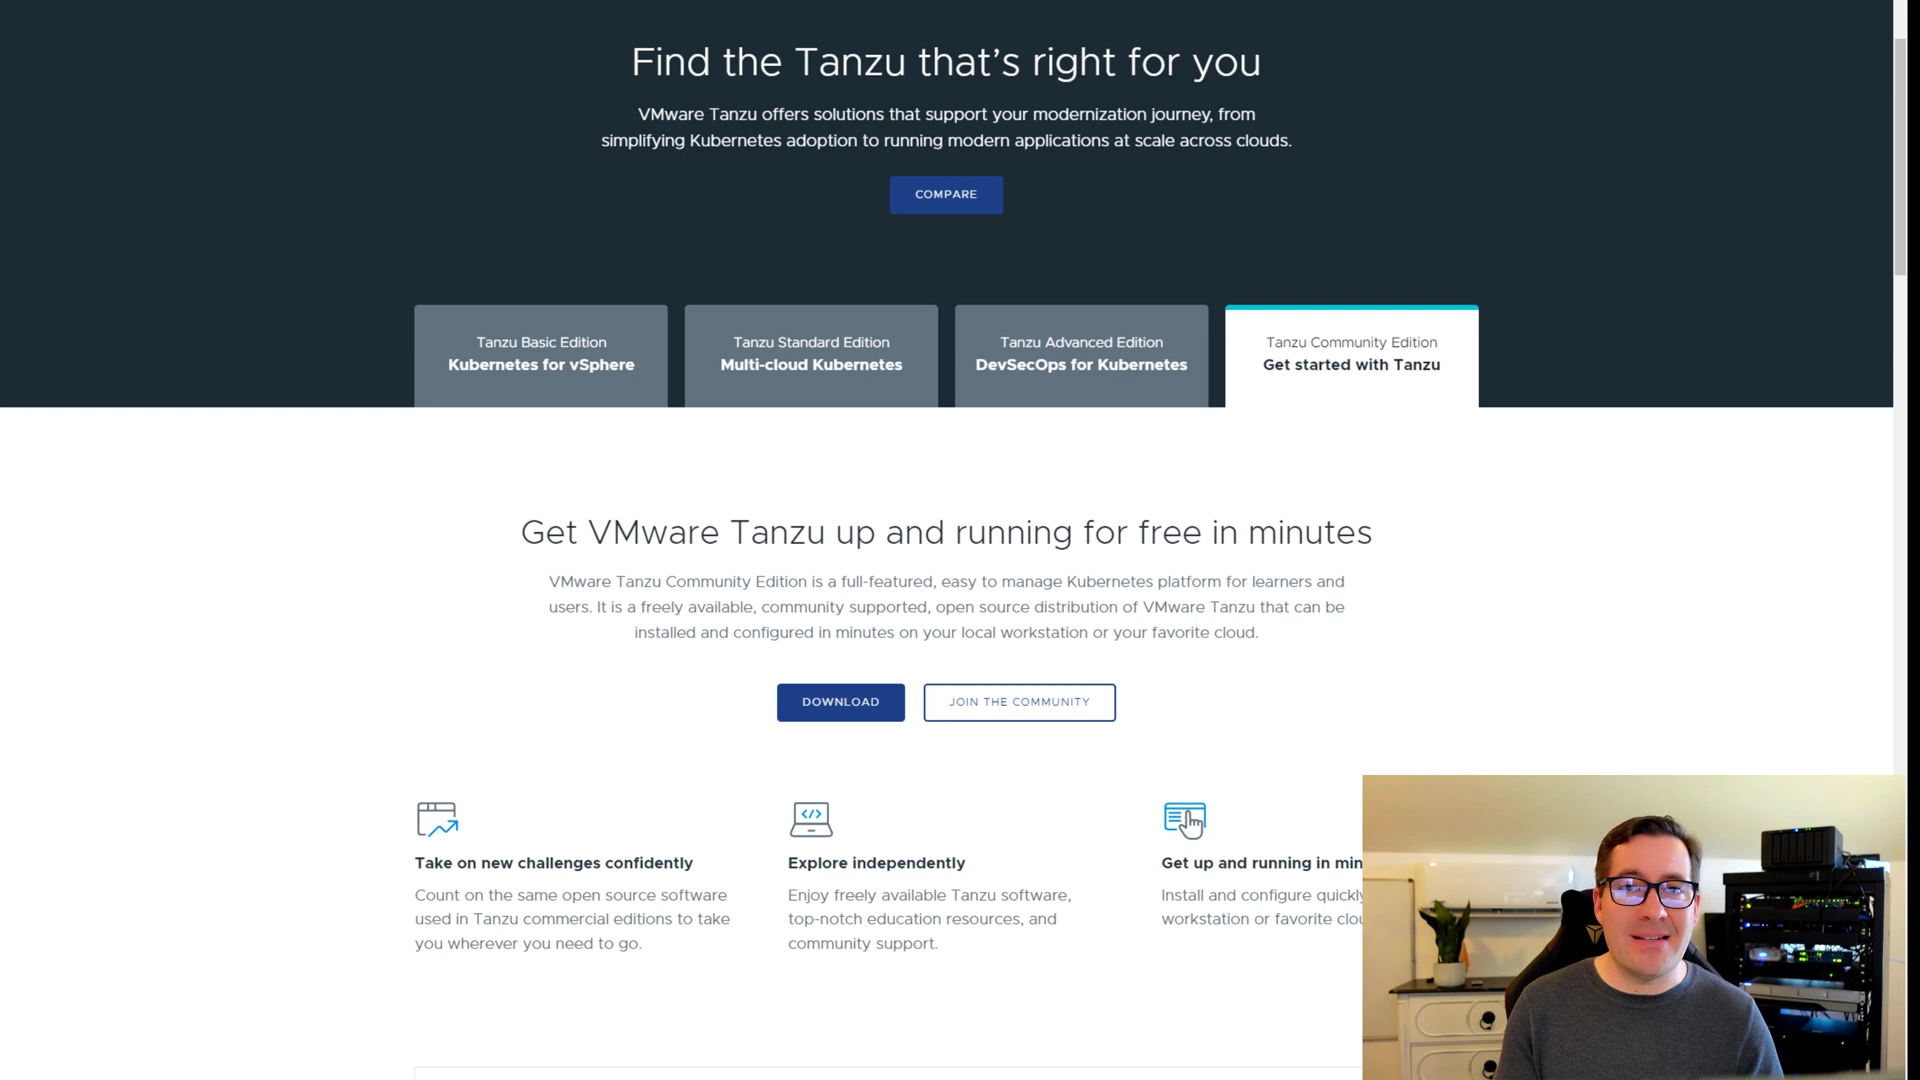 Find the Tanzu that's right for you
VMware Tanzu offers solutions that support your modernization journey, from
simplifying Kubernetes adoption to running modern applications at scale across clouds.
COMPARE
Tanzu Basic Edition
Kubernetes for vSphere
Tanzu Standard Edition
Multi-cloud Kubernetes
Tanzu Advanced Edition
DevSecOps for Kubernetes
Tanzu Community Edition
Get started with Tanzu
Get VMware Tanzu up and running for free in minutes
VMware Tanzu Community Edition is a full-featured, easy to manage Kubernetes platform for learners and
users. It is a freely available, community supported, open source distribution of VMware Tanzu that can be
installed and configured in minutes on your local workstation or your favorite cloud.
DOWNLOAD
JOIN THE COMMUNITY
Take on new challenges confidently
Count on the same open source software
used in Tanzu commercial editions to take
you wherever you need to go.
Explore independently
Enjoy freely available Tanzu software,
top-notch education resources, and
community support.
Get up and running in min
Install and configure quickly
workstation or favorite clou